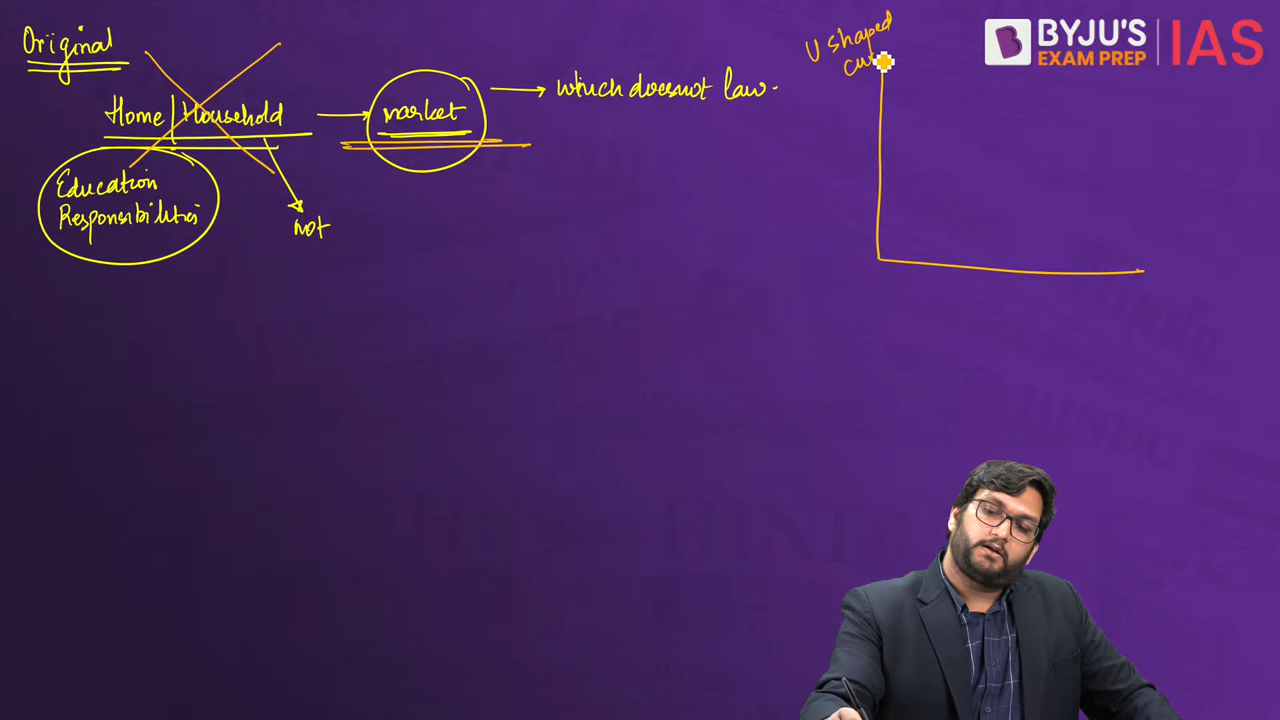 Original
Home | Household
market
which doesnot law.
Education
Responsibilities
not
U shaped
BYJU'S
EXAM PREP
IAS